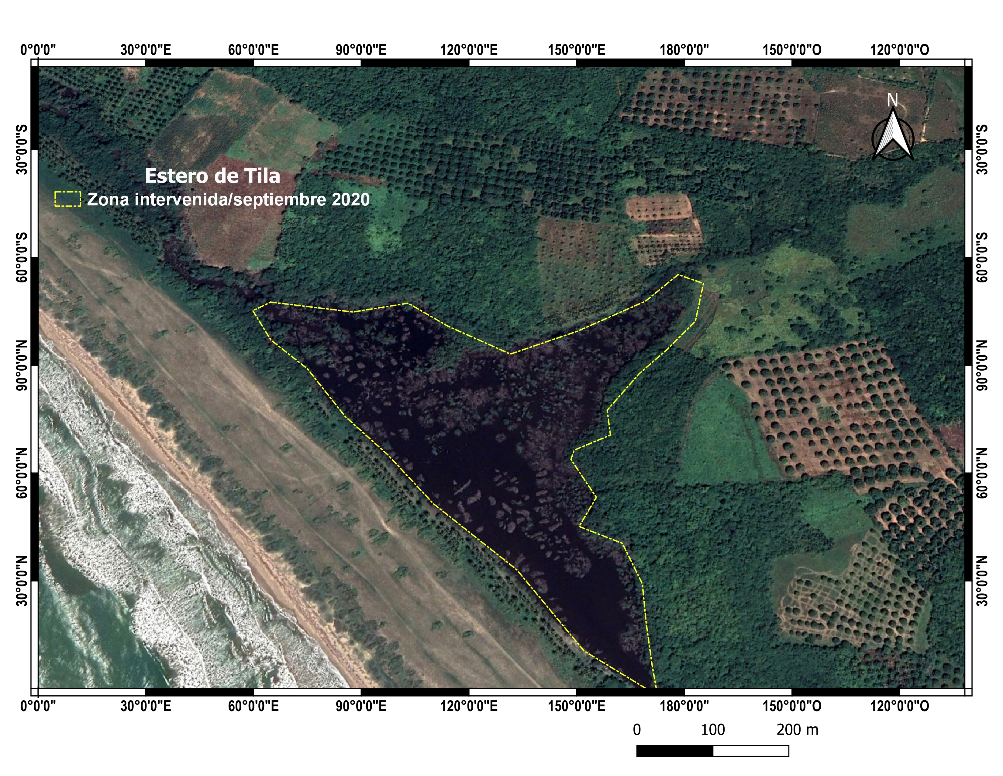 0°0'0" 30°0'0"E 60°0'0"E 90°0'0"E 120°0'0"E 150°0'0"E 180°0'0" 150°0'0"O 120°0'0"O
N
30°0'0"S 30°0'0"S
Estero de Tila
Zona intervenida/septiembre 2020
60°0'0"S 60°0'0"S
90°0'0"N 90°0'0"N
60°0'0"N 60°0'0"N
30°0'0"N 30°0'0"N
0°0'0" 30°0'0"E 60°0'0"E 90°0'0"E 120°0'0"E 150°0'0"E 180°0'0" 150°0'0"O 120°0'0"O
0 100 200 m